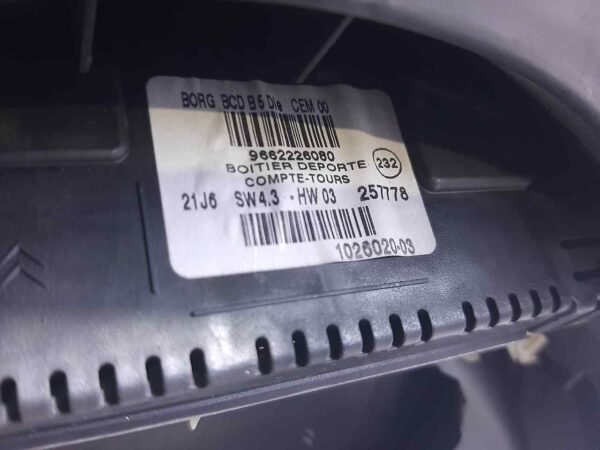 BORG BCD B5 Die CEM 00
9662226080
BOITIER DEPORTE
COMPTE-TOURS
232
21J6 SW4.3 -HW 03 257778
1026020-03